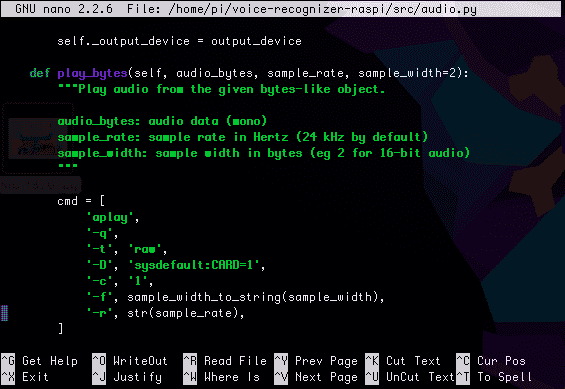 GNU nano 2.2.6 File: /home/pi/voice-recognizer-raspi/src/audio.py
self._output_device = output_device
def play_bytes(self, audio_bytes, sample_rate, sample_width=2):
"""Play audio from the given bytes-like object.
audio_bytes: audio data (mono)
sample_rate: sample rate in Hertz (24 kHz by default)
sample_width: sample width in bytes (eg 2 for 16-bit audio)
"""
cmd = [
'aplay',
'-q',
'-t', 'raw',
'-D', 'sysdefault:CARD=1',
'-c', '1',
'-f', sample_width_to_string(sample_width),
'-r', str(sample_rate),
]
^G Get Help ^O WriteOut ^R Read File ^Y Prev Page ^K Cut Text ^C Cur Pos
^X Exit ^J Justify ^W Where Is ^V Next Page ^U UnCut Text ^T To Spell